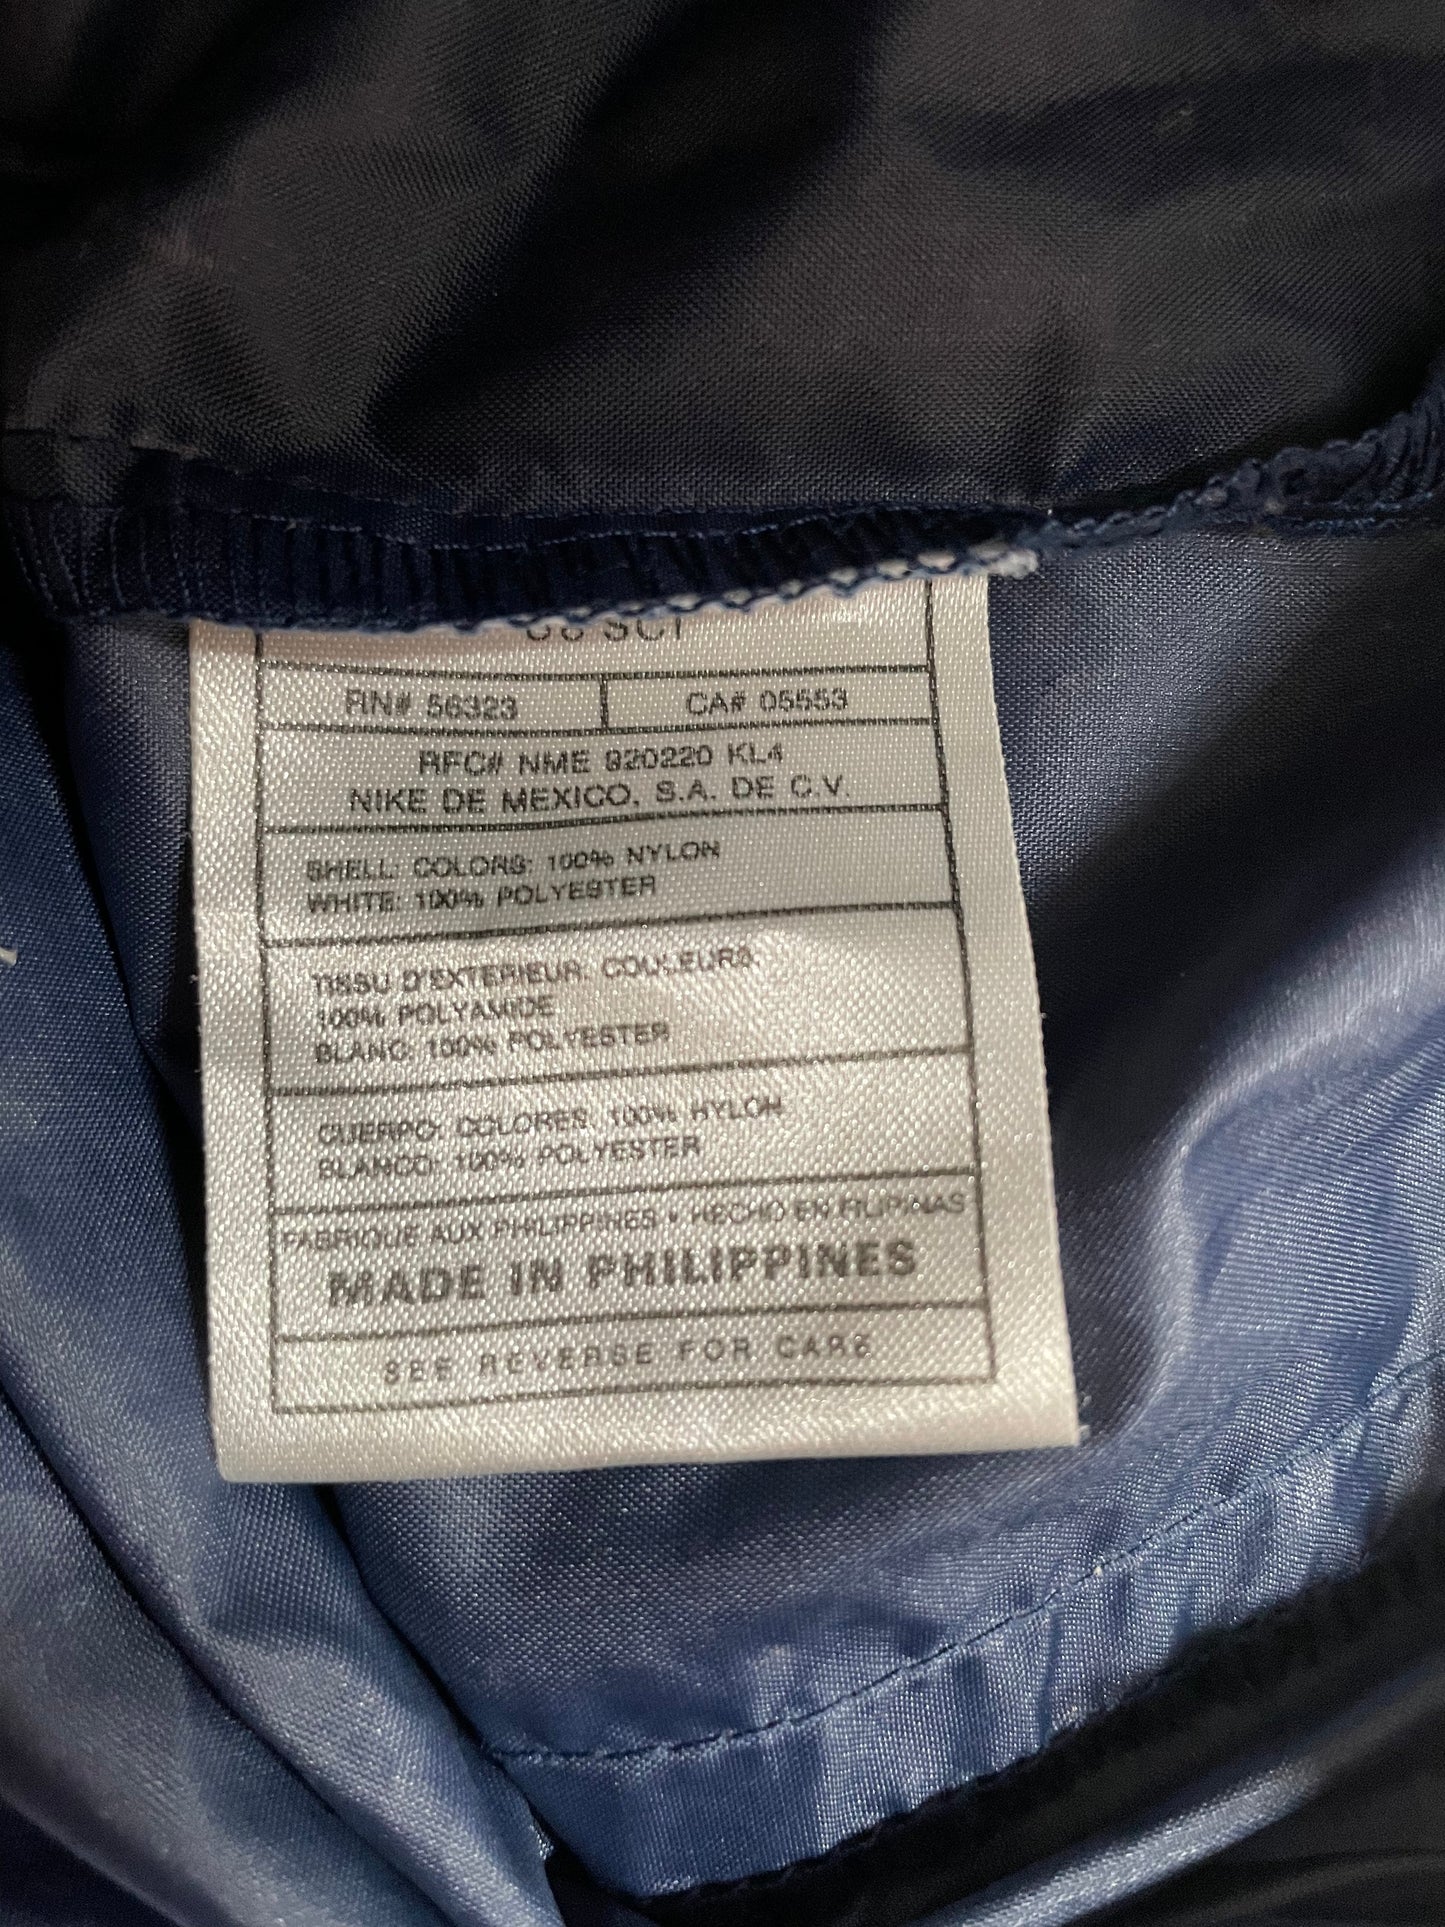 RN# 56323 CA# 05553
RFC# NME 920220 KL4
NIKE DE MEXICO, S.A. DE C.V.
SHELL: COLORS: 100% NYLON
WHITE: 100% POLYESTER
TISSU D'EXTERIEUR: COULEURS:
100% POLYAMIDE
BLANC: 100% POLYESTER
CUERPO: COLORES: 100% NYLON
BLANCO: 100% POLYESTER
FABRIQUE AUX PHILIPPINES • HECHO EN FILIPINAS
MADE IN PHILIPPINES
SEE REVERSE FOR CARE